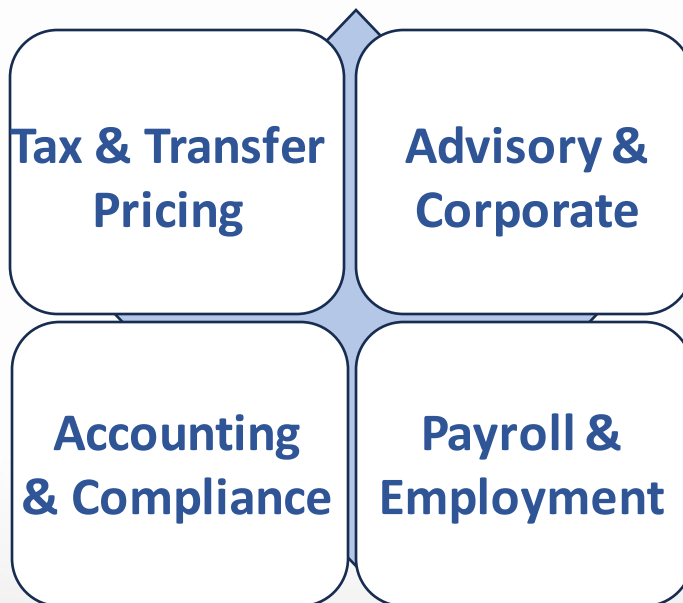 Tax & Transfer
Pricing
Advisory &
Corporate
Accounting
& Compliance
Payroll &
Employment